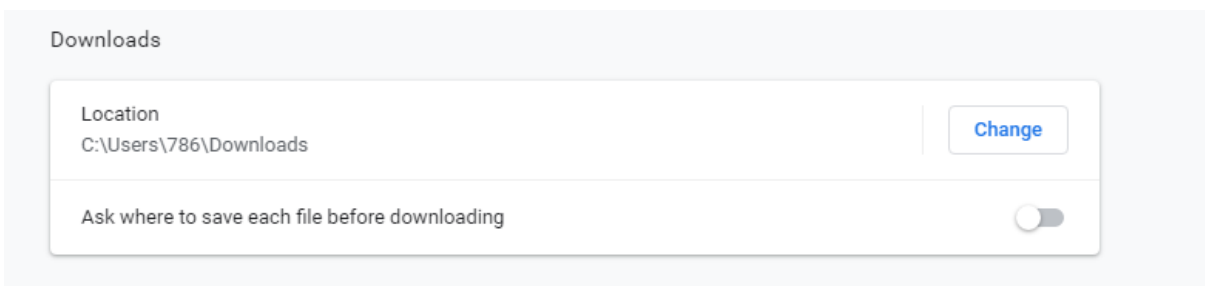 Downloads
Location
C:\Users\786\Downloads
Change
Ask where to save each file before downloading